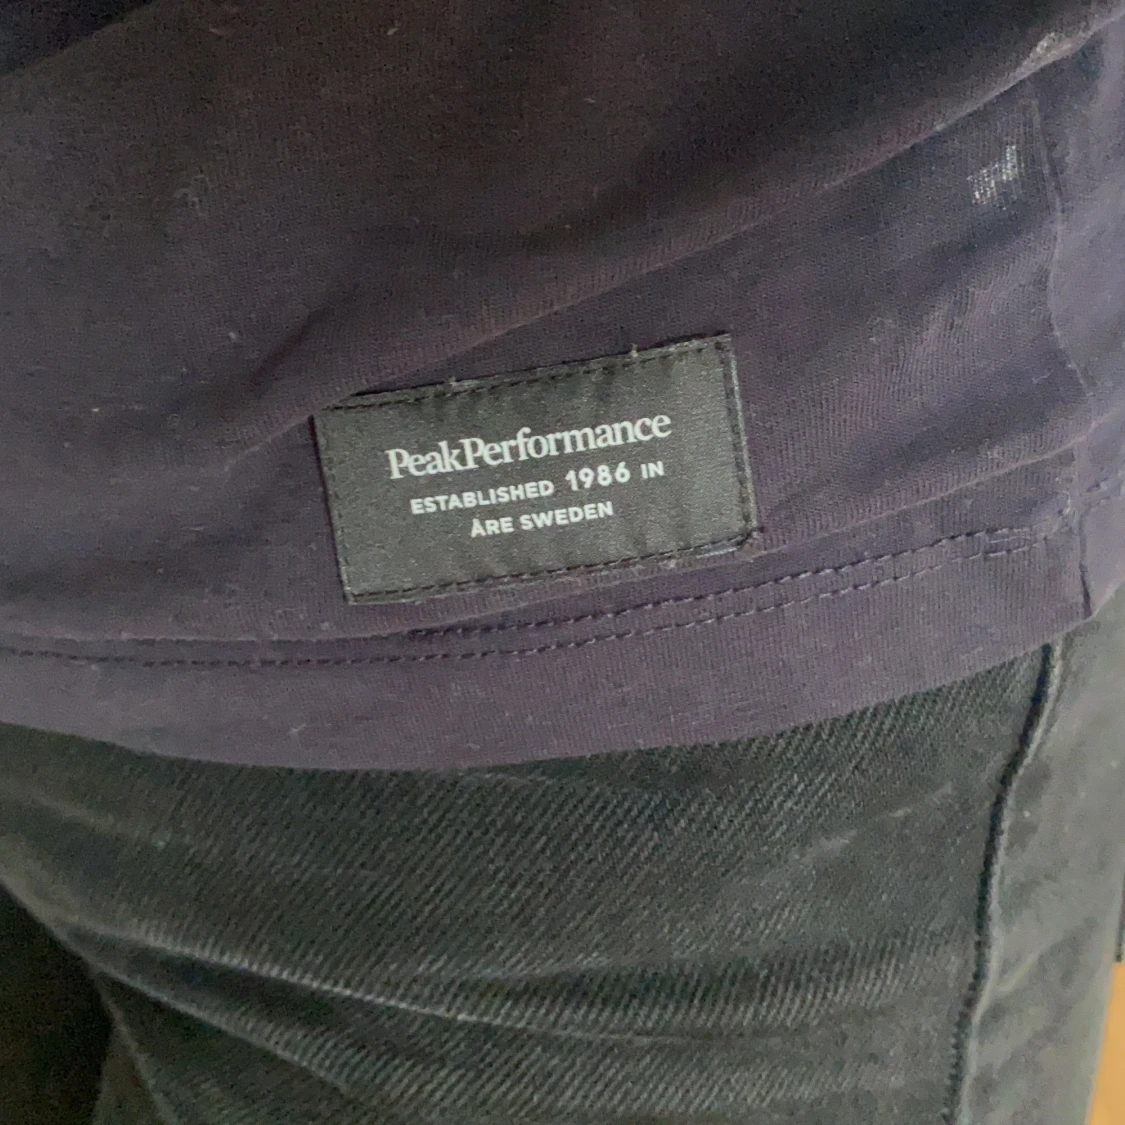 PeakPerformance
ESTABLISHED 1986 IN
ÅRE SWEDEN